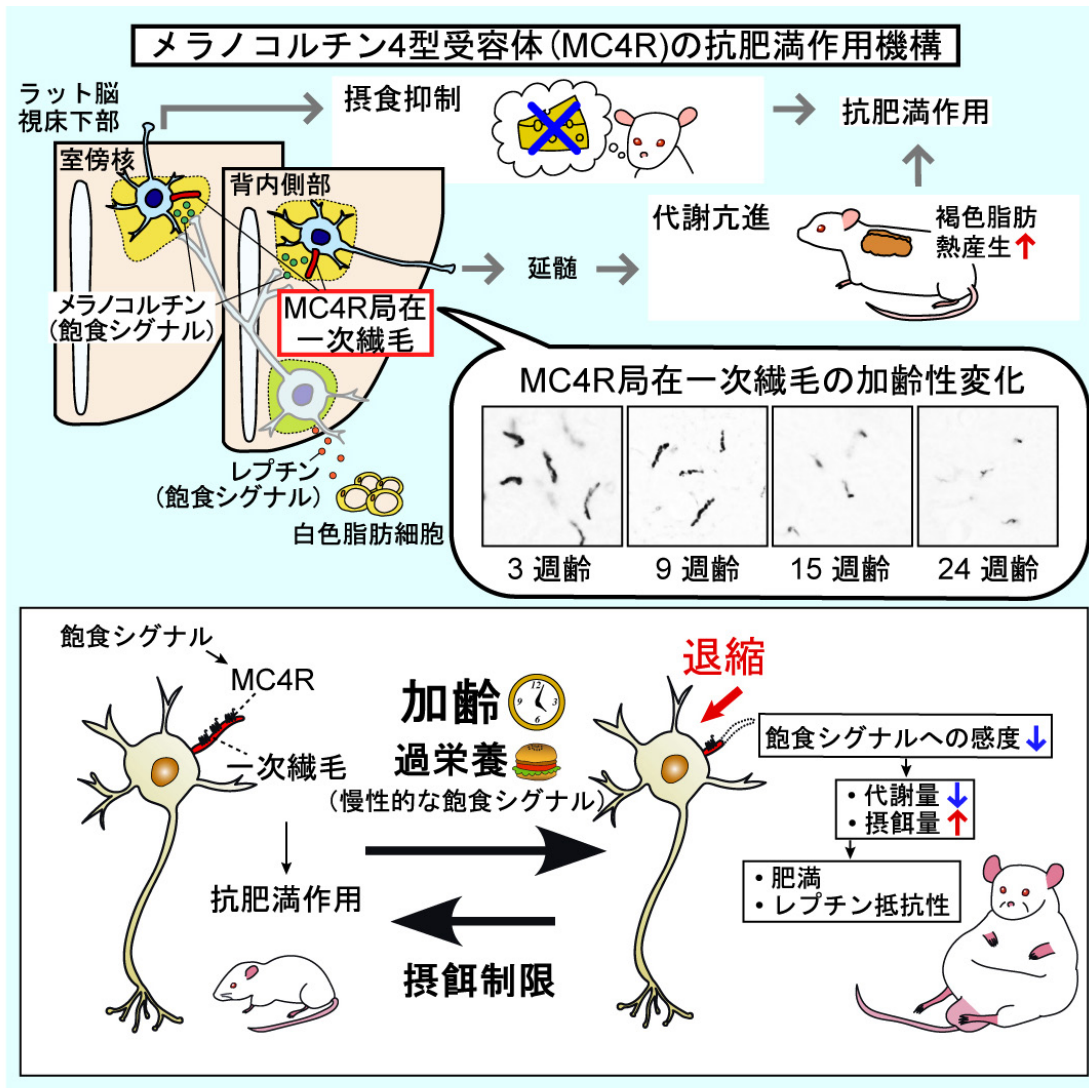 メラノコルチン4型受容体(MC4R)の抗肥満作用機構
ラット脳
視床下部
摂食抑制
抗肥満作用
室傍核
背内側部
代謝亢進
褐色脂肪
熱産生↑
延髄
メラノコルチン
(飽食シグナル)
MC4R局在
一次繊毛
レプチン
(飽食シグナル)
白色脂肪細胞
MC4R局在一次繊毛の加齢性変化
3 週齢
9 週齢
15 週齢
24 週齢
飽食シグナル
MC4R
一次繊毛
抗肥満作用
加齢
12
3
6
9
過栄養
(慢性的な飽食シグナル)
摂餌制限
退縮
飽食シグナルへの感度↓
・代謝量↓
・摂餌量↑
・肥満
・レプチン抵抗性